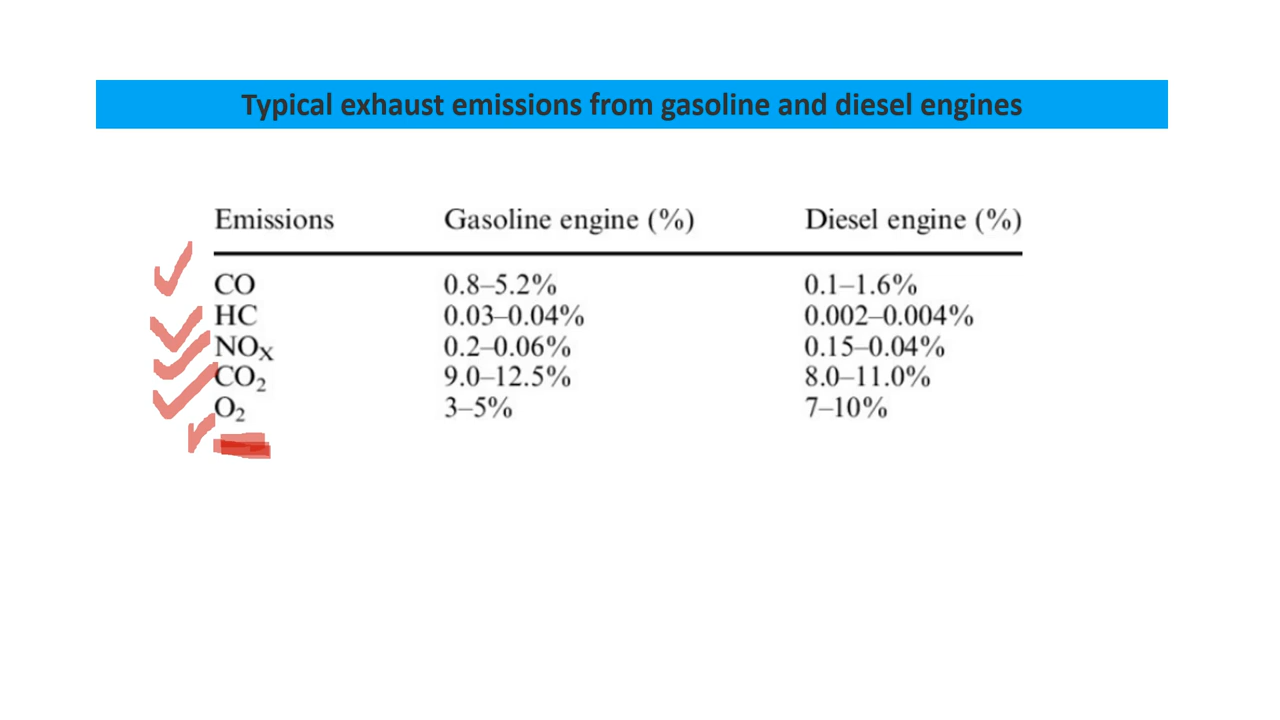 Typical exhaust emissions from gasoline and diesel engines
Emissions Gasoline engine (%) Diesel engine (%)
CO 0.8–5.2% 0.1–1.6%
HC 0.03–0.04% 0.002–0.004%
NOX 0.2–0.06% 0.15–0.04%
CO2 9.0–12.5% 8.0–11.0%
O2 3–5% 7–10%